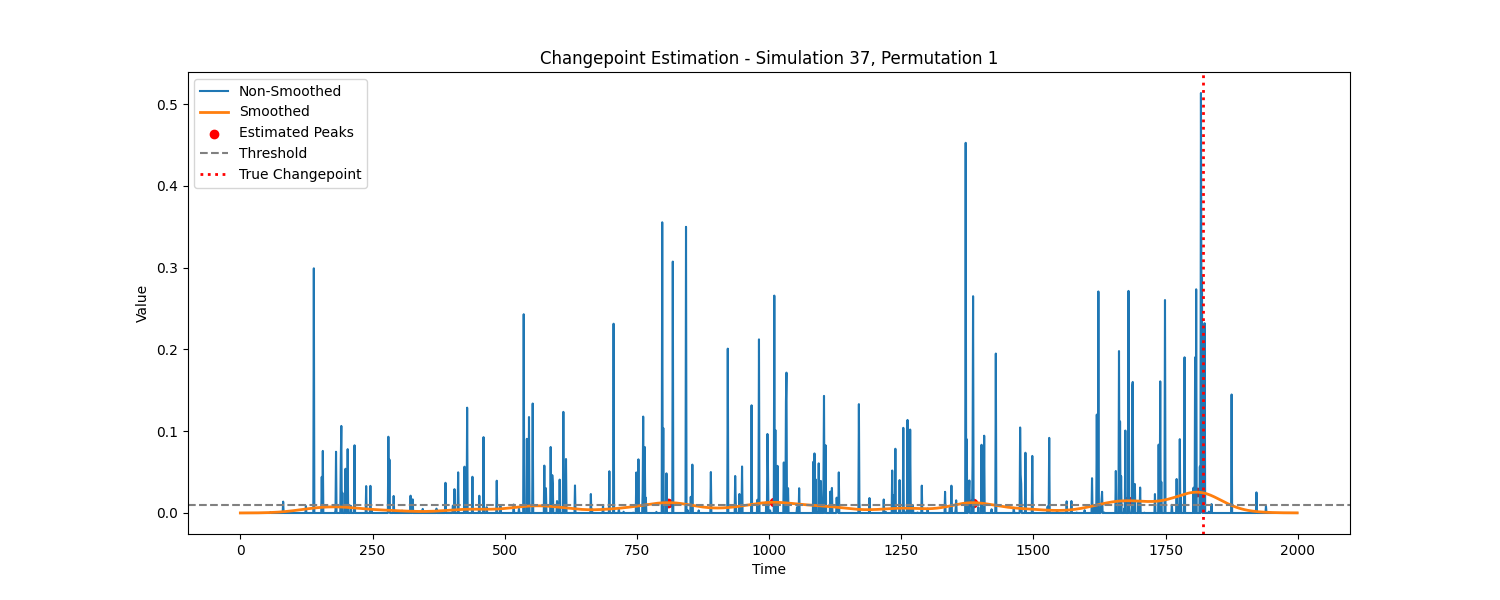 Changepoint Estimation - Simulation 37, Permutation 1
Non-Smoothed
Smoothed
Estimated Peaks
Threshold
True Changepoint
0.5
0.4
0.3
0.2
0.1
0.0
Value
0 250 500 750 1000 1250 1500 1750 2000
Time